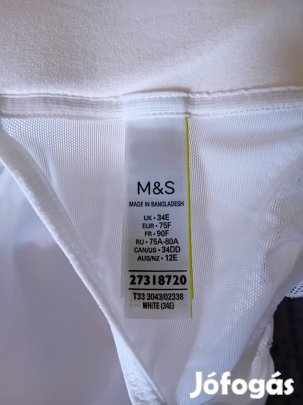 M&S
MADE IN BANGLADESH
UK • 34E
EUR • 75F
FR • 90F
RU • 75A-80A
CAN/US • 34DD
AUS/NZ • 12E
27318720
T33 3043/02338
WHITE (34E)
Jófogás